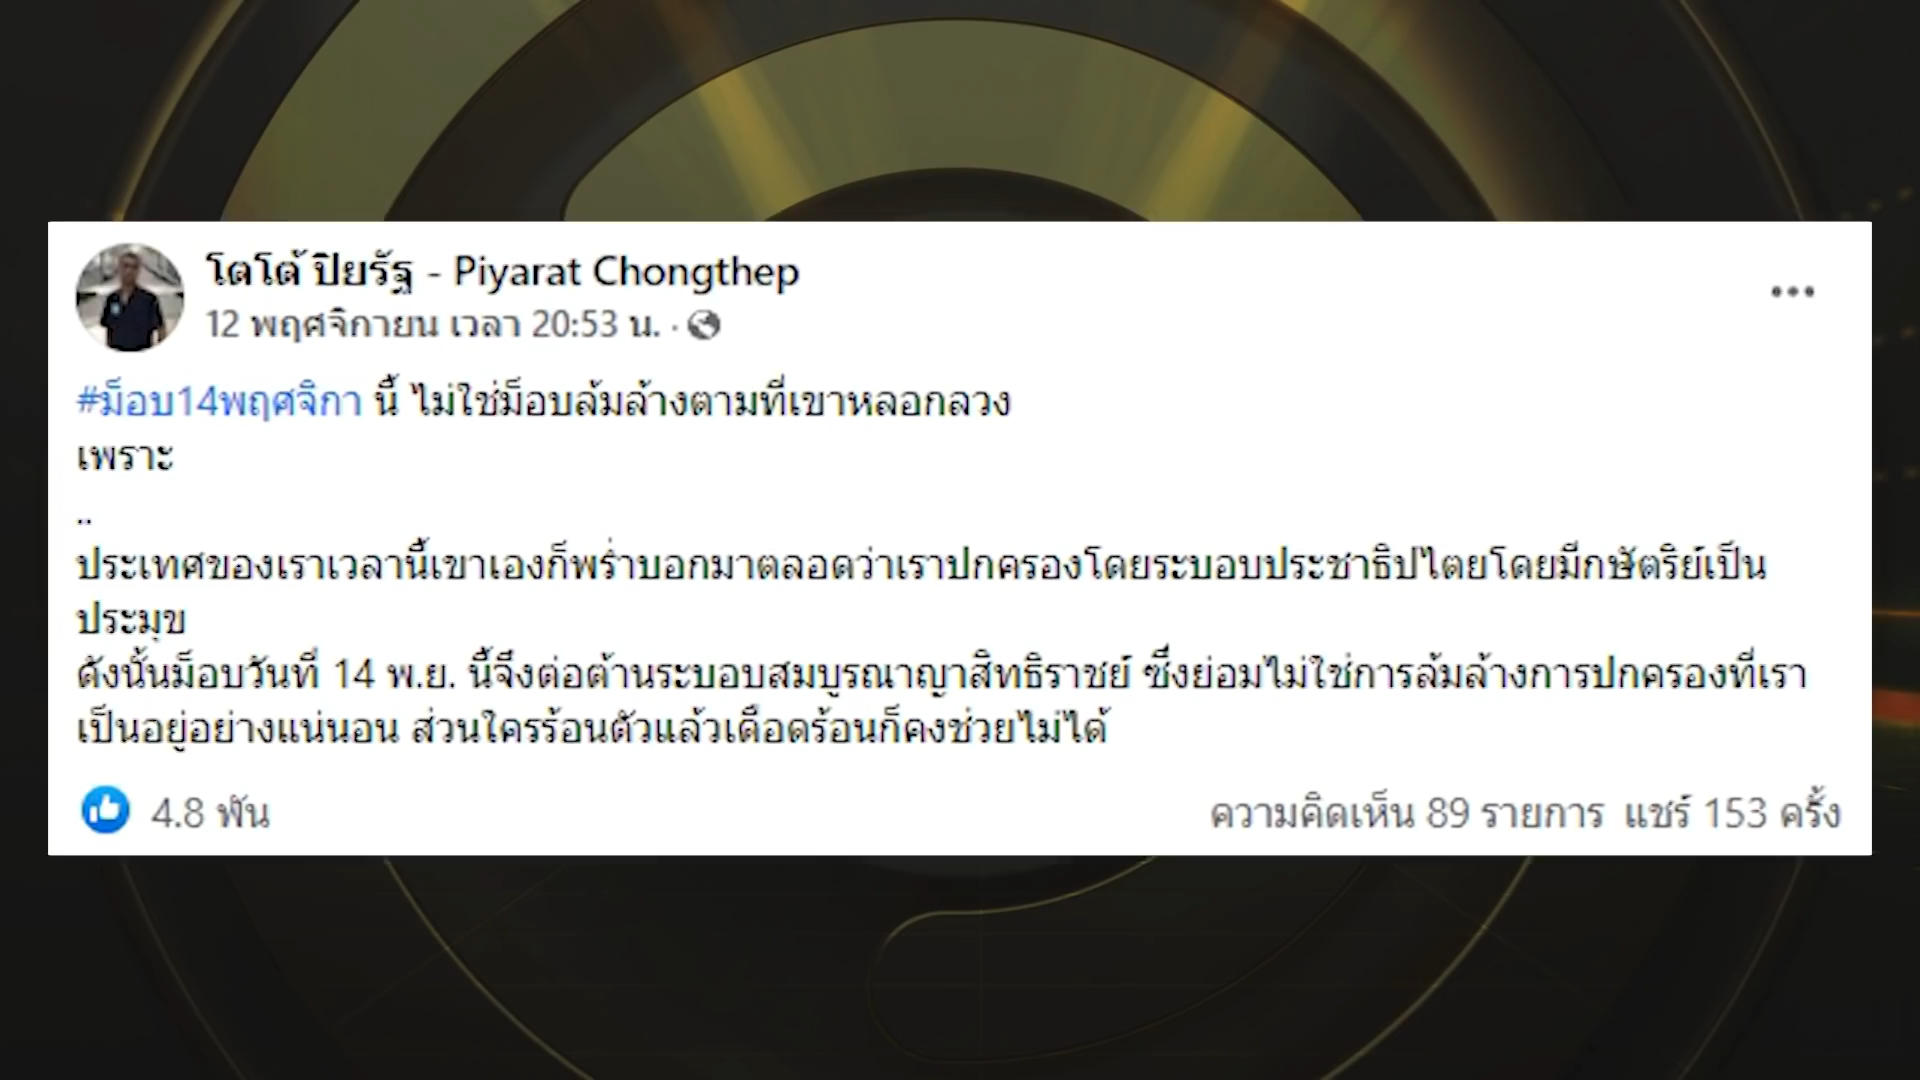 โตโต้ ปิยรัฐ - Piyarat Chongthep
12 พฤศจิกายน เวลา 20:53 น. ·
#ม็อบ14พฤศจิกา นี้ ไม่ใช่ม็อบล้มล้างตามที่เขาหลอกลวง
เพราะ
..
ประเทศของเราเวลานี้เขาเองก็พร่ำบอกมาตลอดว่าเราปกครองโดยระบอบประชาธิปไตยโดยมีกษัตริย์เป็น
ประมุข
ดังนั้นม็อบวันที่ 14 พ.ย. นี้จึงต่อต้านระบอบสมบูรณาญาสิทธิราชย์ ซึ่งย่อมไม่ใช่การล้มล้างการปกครองที่เรา
เป็นอยู่อย่างแน่นอน ส่วนใครร้อนตัวแล้วเดือดร้อนก็คงช่วยไม่ได้
4.8 พัน
ความคิดเห็น 89 รายการ แชร์ 153 ครั้ง